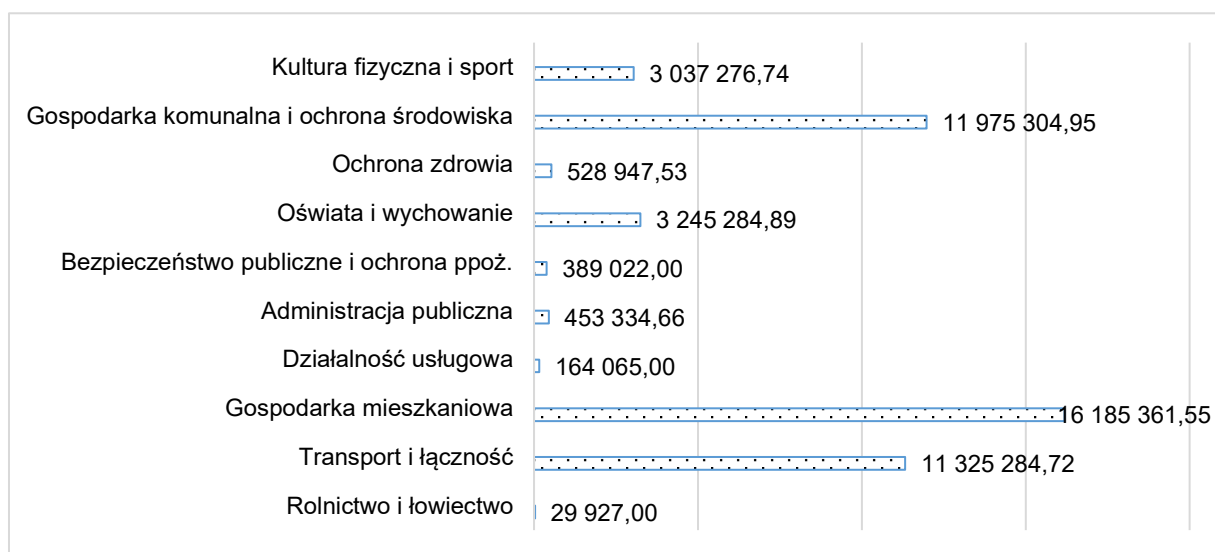 Kultura fizyczna i sport 3 037 276,74
Gospodarka komunalna i ochrona środowiska 11 975 304,95
Ochrona zdrowia 528 947,53
Oświata i wychowanie 3 245 284,89
Bezpieczeństwo publiczne i ochrona ppoż. 389 022,00
Administracja publiczna 453 334,66
Działalność usługowa 164 065,00
Gospodarka mieszkaniowa 16 185 361,55
Transport i łączność 11 325 284,72
Rolnictwo i łowiectwo 29 927,00